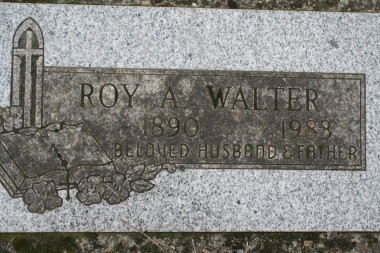 ROY A. WALTER
1890 1983
BELOVED HUSBAND & FATHER